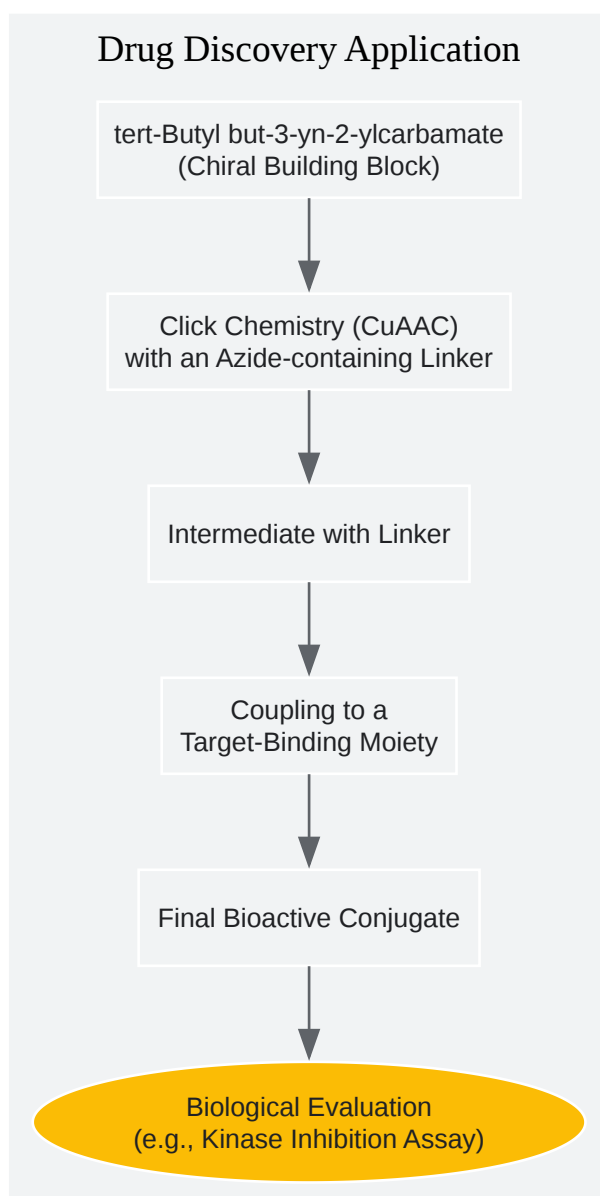 Drug Discovery Application
tert-Butyl but-3-yn-2-ylcarbamate
(Chiral Building Block)
Click Chemistry (CuAAC)
with an Azide-containing Linker
Intermediate with Linker
Coupling to a
Target-Binding Moiety
Final Bioactive Conjugate
Biological Evaluation
(e.g., Kinase Inhibition Assay)